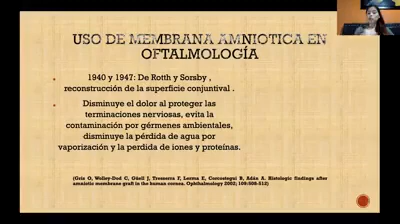 USO DE MEMBRANA AMNIOTICA EN
OFTALMOLOGÍA
1940 y 1947: De Rotth y Sorsby ,
reconstrucción de la superficie conjuntival .
Disminuye el dolor al proteger las
terminaciones nerviosas, evita la
contaminación por gérmenes ambientales,
disminuye la pérdida de agua por
vaporización y la perdida de iones y proteínas.
(Gris O, Wolley-Dod C, Güell J, Tresserra F, Lerma E, Corcostegui B, Adán A. Histologic findings after
amniotic membrane graft in the human cornea. Ophthalmology 2002; 109:508-512)